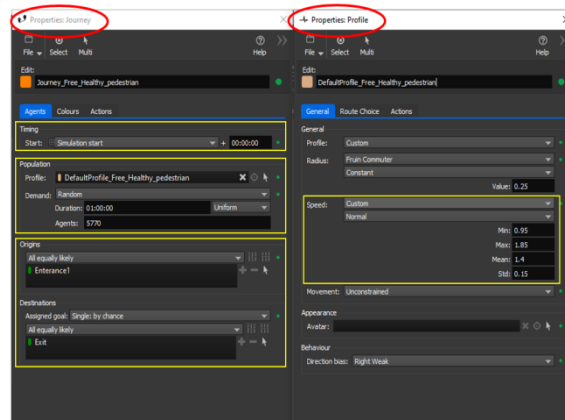 Properties: Journey
File Select Multi Help
Edit:
Journey_Free_Healthy_pedestrian
Agents Colours Actions
Timing
Start: Simulation start + 00:00:00
Population
Profile: DefaultProfile_Free_Healthy_pedestrian
Demand: Random
Duration: 01:00:00 Uniform
Agents: 5770
Origins
All equally likely
Enterance1
Destinations
Assigned goal: Single: by chance
All equally likely
Exit
Properties: Profile
File Select Multi Help
Edit:
DefaultProfile_Free_Healthy_pedestrian
General Route Choice Actions
General
Profile: Custom
Radius: Fruin Commuter
Constant
Value: 0.25
Speed: Custom
Normal
Min: 0.95
Max: 1.85
Mean: 1.4
Std: 0.15
Movement: Unconstrained
Appearance
Avatar:
Behaviour
Direction bias: Right Weak